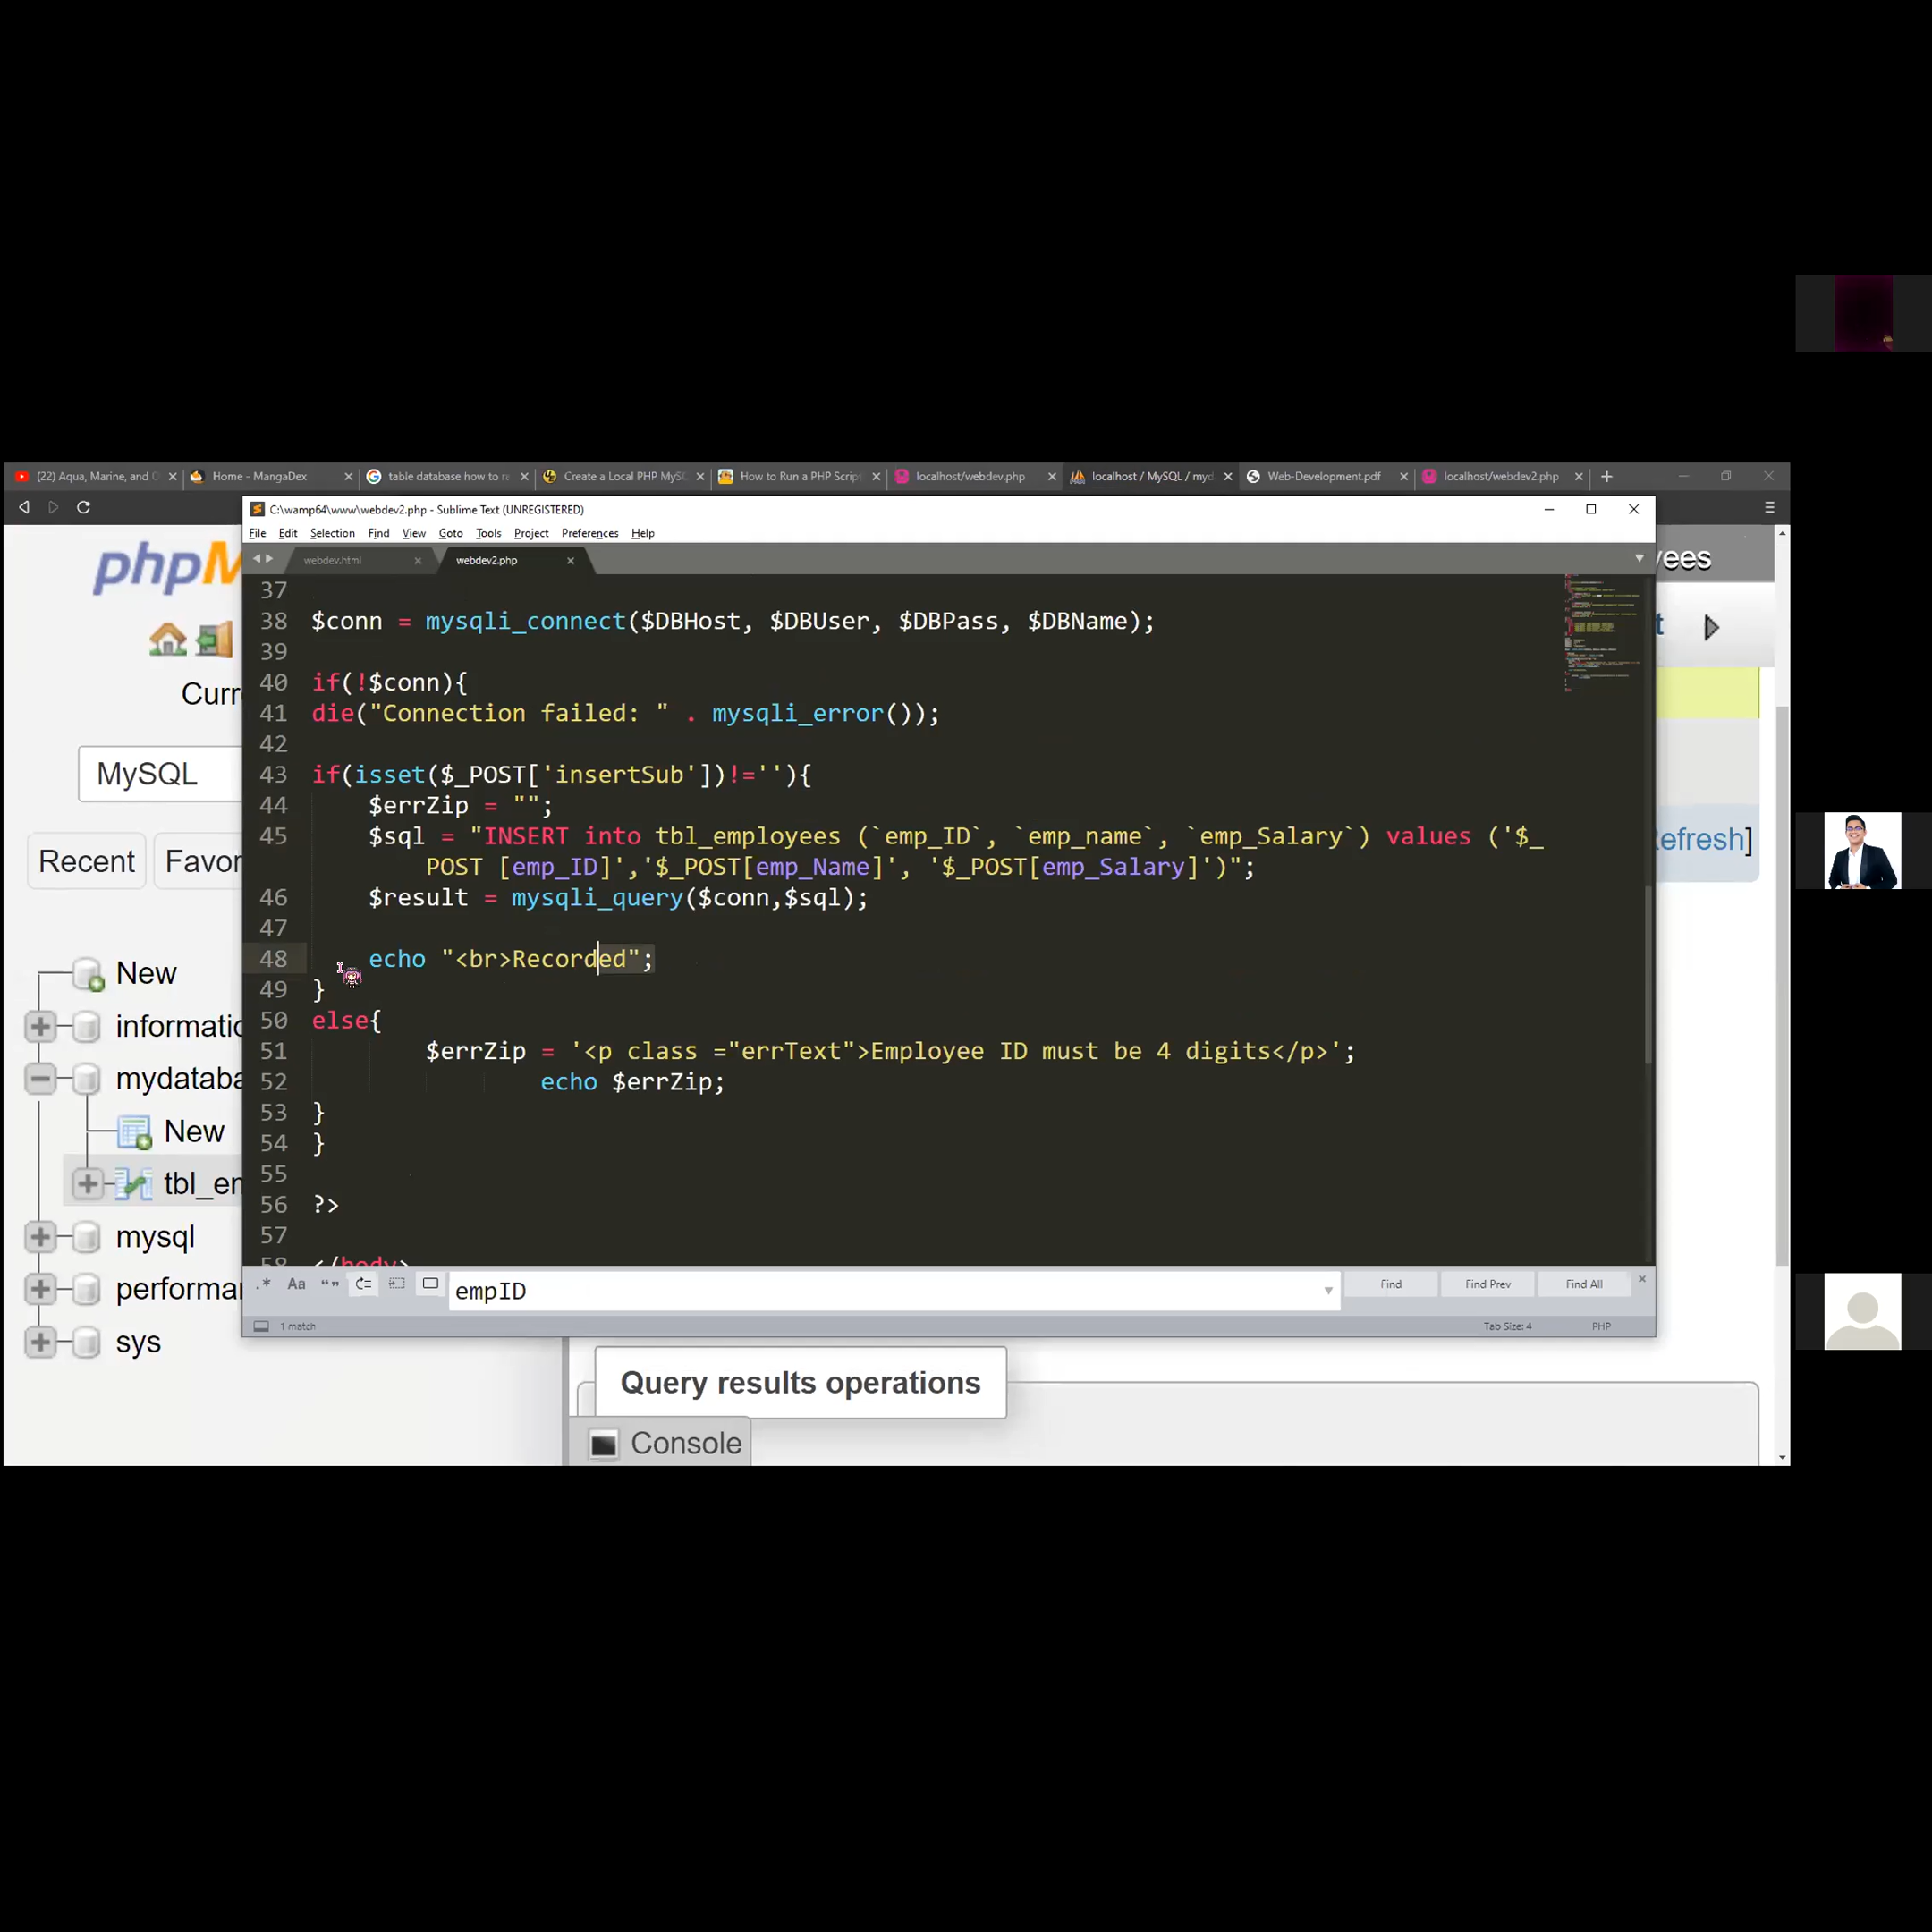 (22) Aqua, Marine, and
Home - MangaDex
table database how to re
Create a Local PHP MySQ
How to Run a PHP Script
localhost/webdev.php
localhost / MySQL / myd
Web-Development.pdf
localhost/webdev2.php
C:\wamp64\www\webdev2.php - Sublime Text (UNREGISTERED)
File Edit Selection Find View Goto Tools Project Preferences Help
webdev.html
webdev2.php
phpM
yees
Curr
t
MySQL
Recent
Favor
efresh]
New
informatic
mydataba
New
tbl_en
mysql
performar
sys
37
38 $conn = mysqli_connect($DBHost, $DBUser, $DBPass, $DBName);
39
40 if(!$conn){
41 die("Connection failed: " . mysqli_error());
42
43 if(isset($_POST['insertSub'])!=''){
44 $errZip = "";
45 $sql = "INSERT into tbl_employees (`emp_ID`, `emp_name`, `emp_Salary`) values ('$_
POST [emp_ID]','$_POST[emp_Name]', '$_POST[emp_Salary]')";
46 $result = mysqli_query($conn,$sql);
47
48 echo "<br>Recorded";
49 }
50 else{
51 $errZip = '<p class ="errText">Employee ID must be 4 digits</p>';
52 echo $errZip;
53 }
54 }
55
56 ?>
57
58 </body>
.* Aa “”
empID
Find
Find Prev
Find All
1 match
Tab Size: 4
PHP
Query results operations
Console